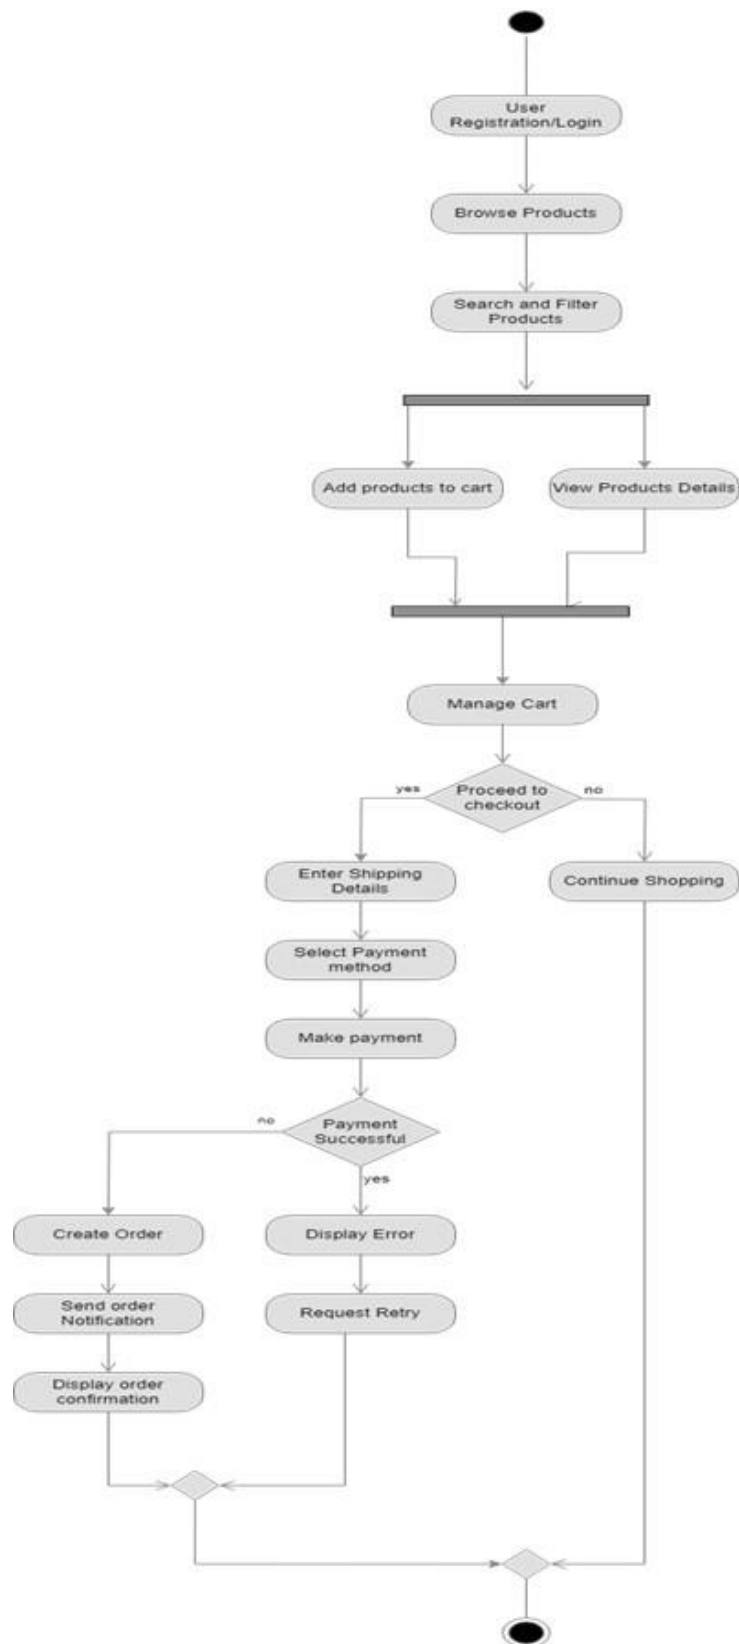 User
Registration/Login
Browse Products
Search and Filter
Products
Add products to cart
View Products Details
Manage Cart
yes
Proceed to
checkout
no
Enter Shipping
Details
Continue Shopping
Select Payment
method
Make payment
no
Payment
Successful
yes
Create Order
Display Error
Send order
Notification
Request Retry
Display order
confirmation